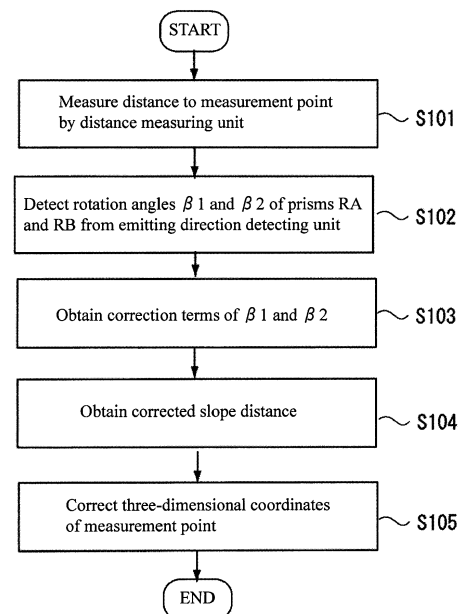 START
Measure distance to measurement point
by distance measuring unit
S101
Detect rotation angles β1 and β2 of prisms RA
and RB from emitting direction detecting unit
S102
Obtain correction terms of β1 and β2
S103
Obtain corrected slope distance
S104
Correct three-dimensional coordinates
of measurement point
S105
END